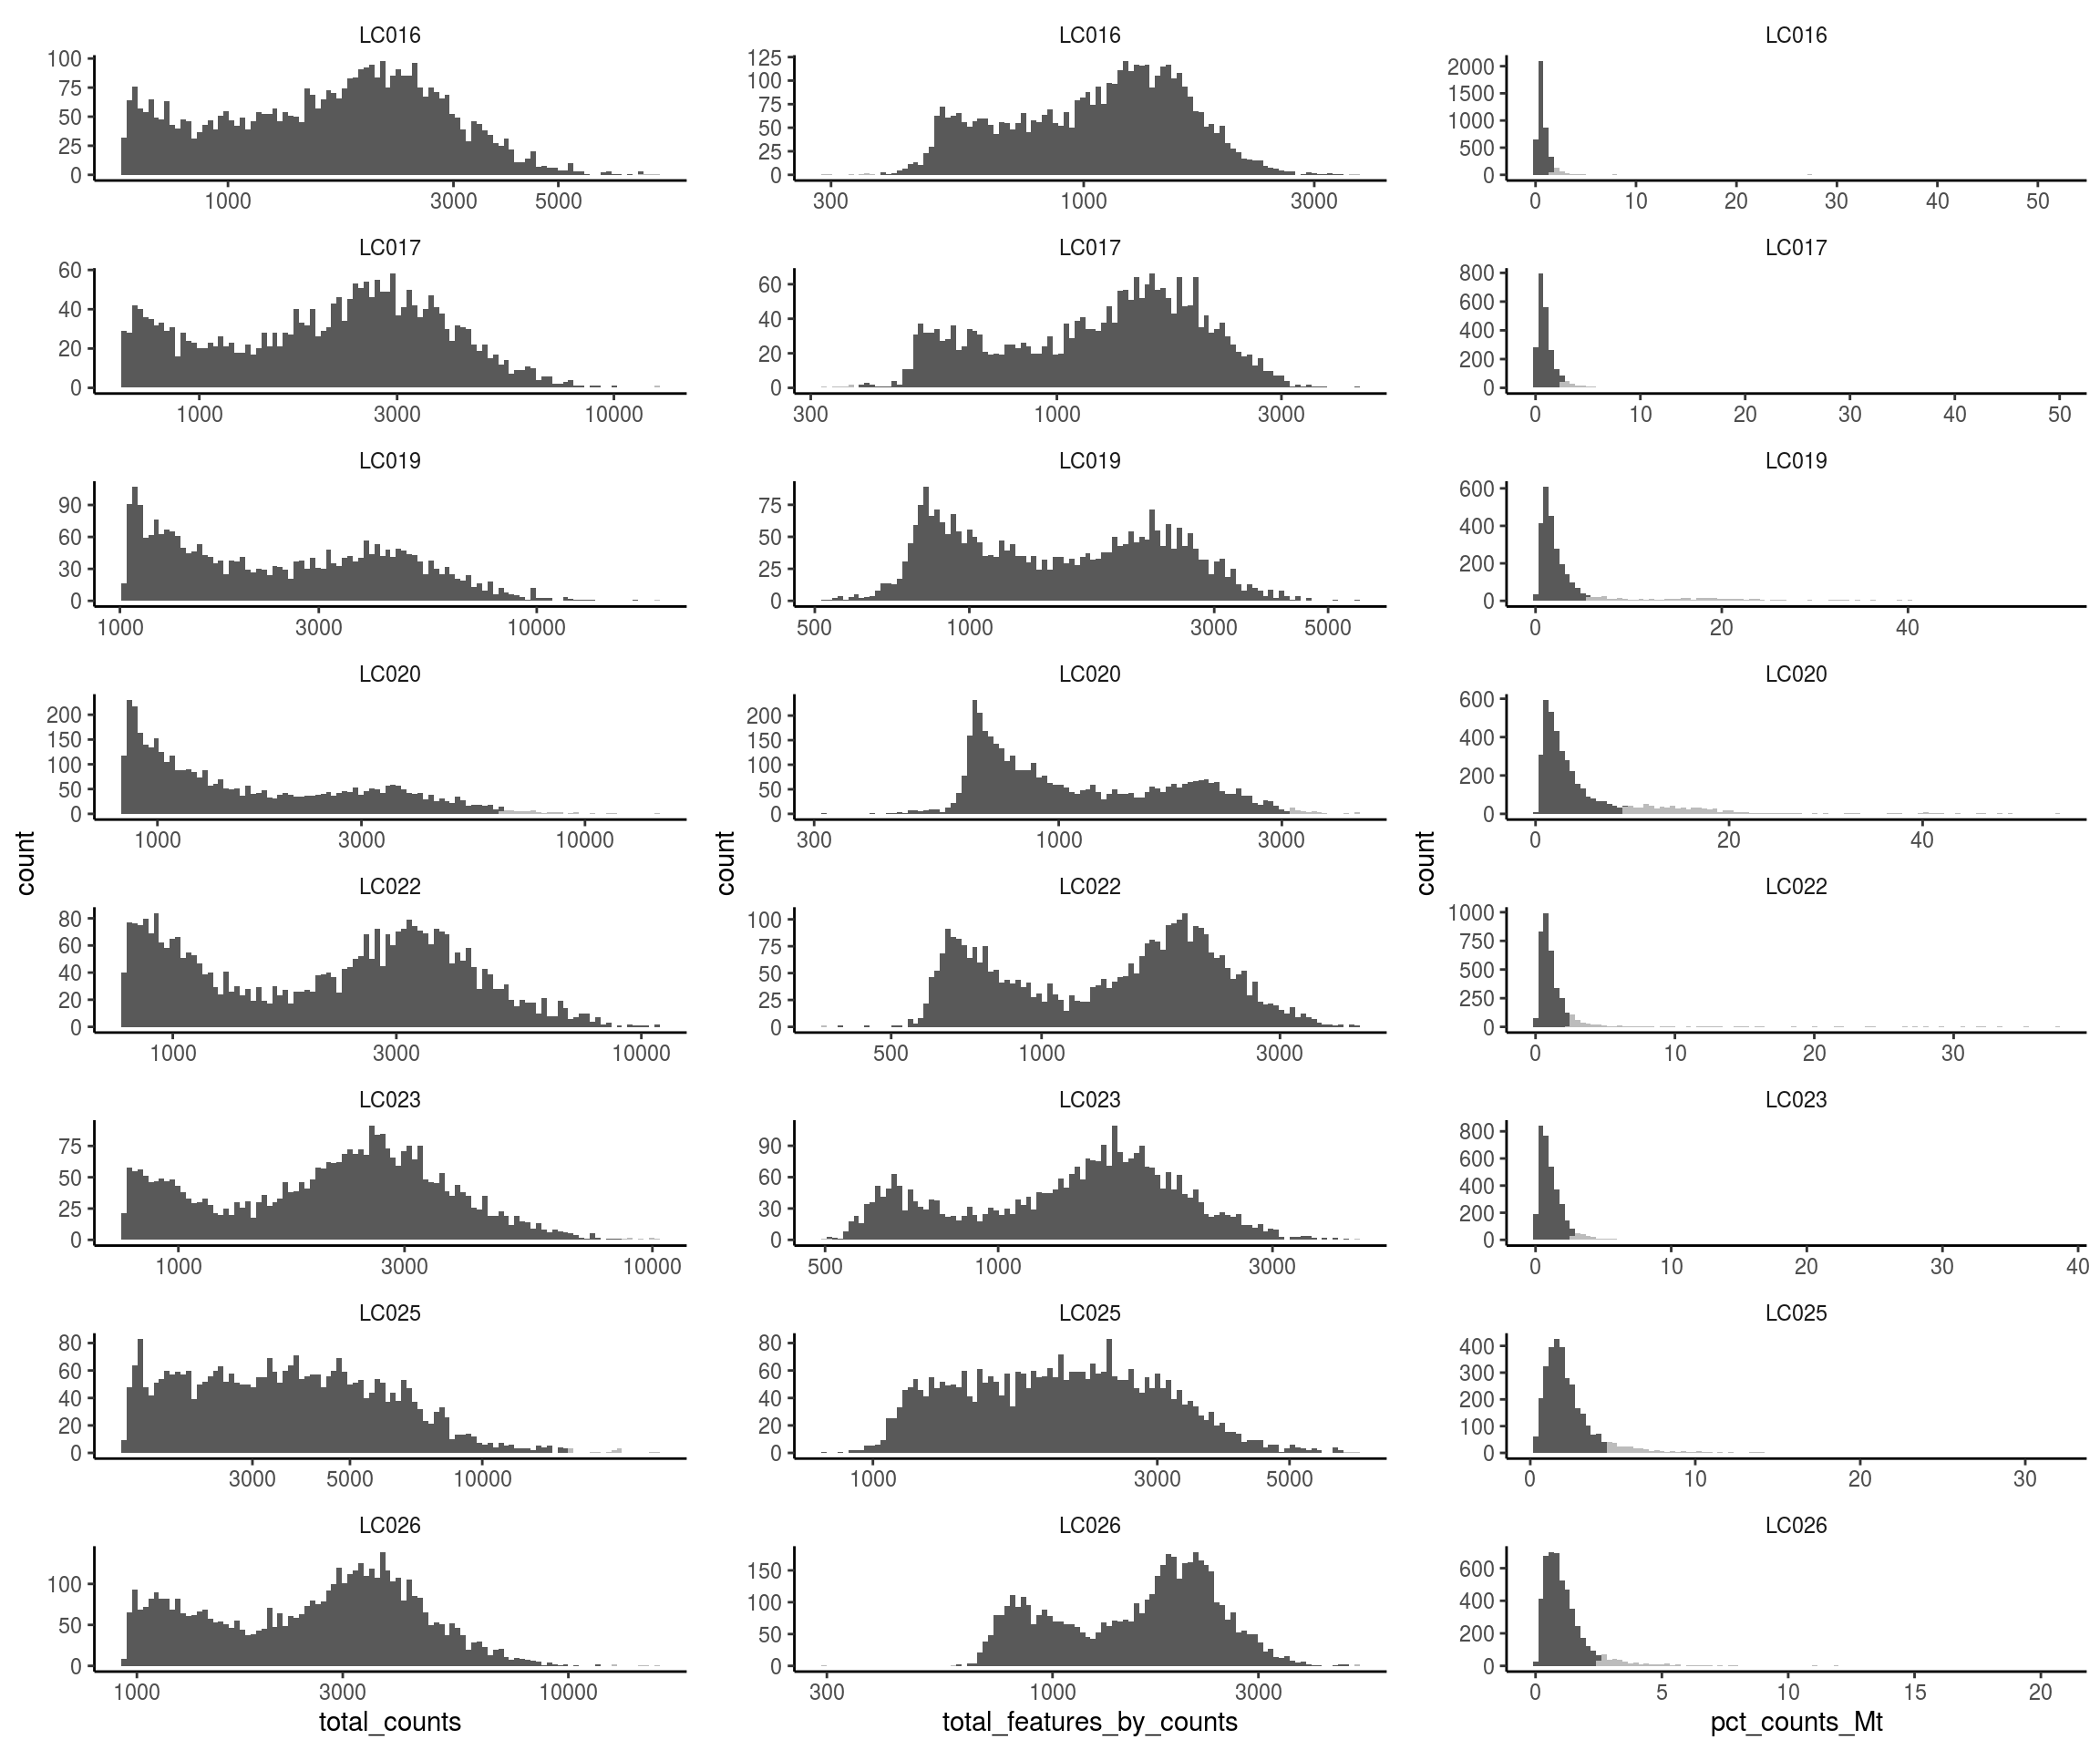 LC016 LC016 LC016
100 75 50 25 0
125 100 75 50 25 0
2000 1500 1000 500 0
1000 3000 5000
300 1000 3000
0 10 20 30 40 50
LC017 LC017 LC017
60 40 20 0
60 40 20 0
800 600 400 200 0
1000 3000 10000
300 1000 3000
0 10 20 30 40 50
LC019 LC019 LC019
90 60 30 0
75 50 25 0
600 400 200 0
1000 3000 10000
500 1000 3000 5000
0 20 40
LC020 LC020 LC020
200 150 100 50 0
200 150 100 50 0
600 400 200 0
1000 3000 10000
300 1000 3000
0 20 40
count count count
LC022 LC022 LC022
80 60 40 20 0
100 75 50 25 0
1000 750 500 250 0
1000 3000 10000
500 1000 3000
0 10 20 30
LC023 LC023 LC023
75 50 25 0
90 60 30 0
800 600 400 200 0
1000 3000 10000
500 1000 3000
0 10 20 30 40
LC025 LC025 LC025
80 60 40 20 0
80 60 40 20 0
400 300 200 100 0
3000 5000 10000
1000 3000 5000
0 10 20 30
LC026 LC026 LC026
100 50 0
150 100 50 0
600 400 200 0
1000 3000 10000
300 1000 3000
0 5 10 15 20
total_counts total_features_by_counts pct_counts_Mt